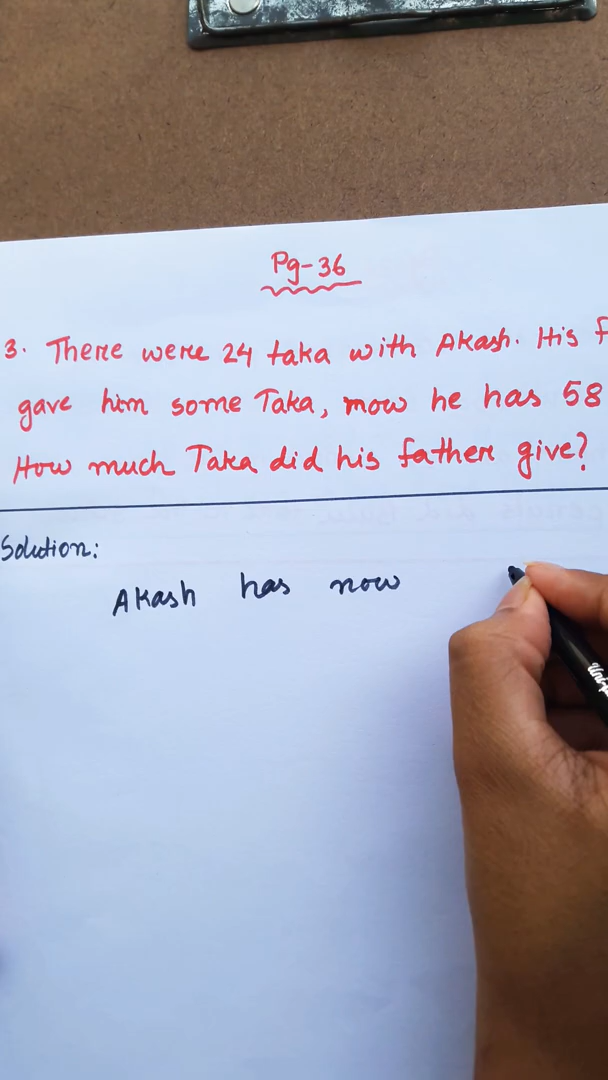 Pg-36
3. There were 24 taka with Akash. His f
gave him some Taka, mow he has 58
How much Taka did his father give?
Solution:
Akash has now